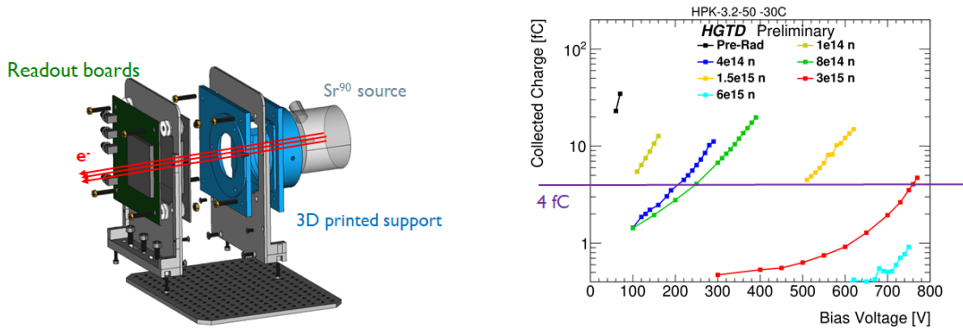 Readout boards
Sr90 source
e-
3D printed support
HPK-3.2-50 -30C
HGTD Preliminary
Pre-Rad
1e14 n
4e14 n
8e14 n
1.5e15 n
3e15 n
6e15 n
Collected Charge [fC]
10²
10
1
4 fC
0 100 200 300 400 500 600 700 800
Bias Voltage [V]